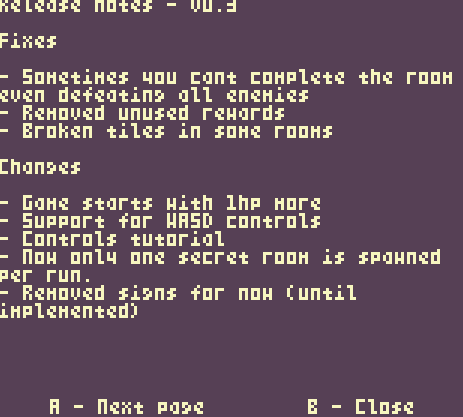 Release notes - V0.3
Fixes
- Sometimes you cant complete the room
even defeating all enemies
- Removed unused rewards
- Broken tiles in some rooms
Changes
- Game starts with 1hp more
- Support for WASD controls
- Controls tutorial
- Now only one secret room is spawned
per run.
- Removed signs for now (until
implemented)
A - Next page
B - Close